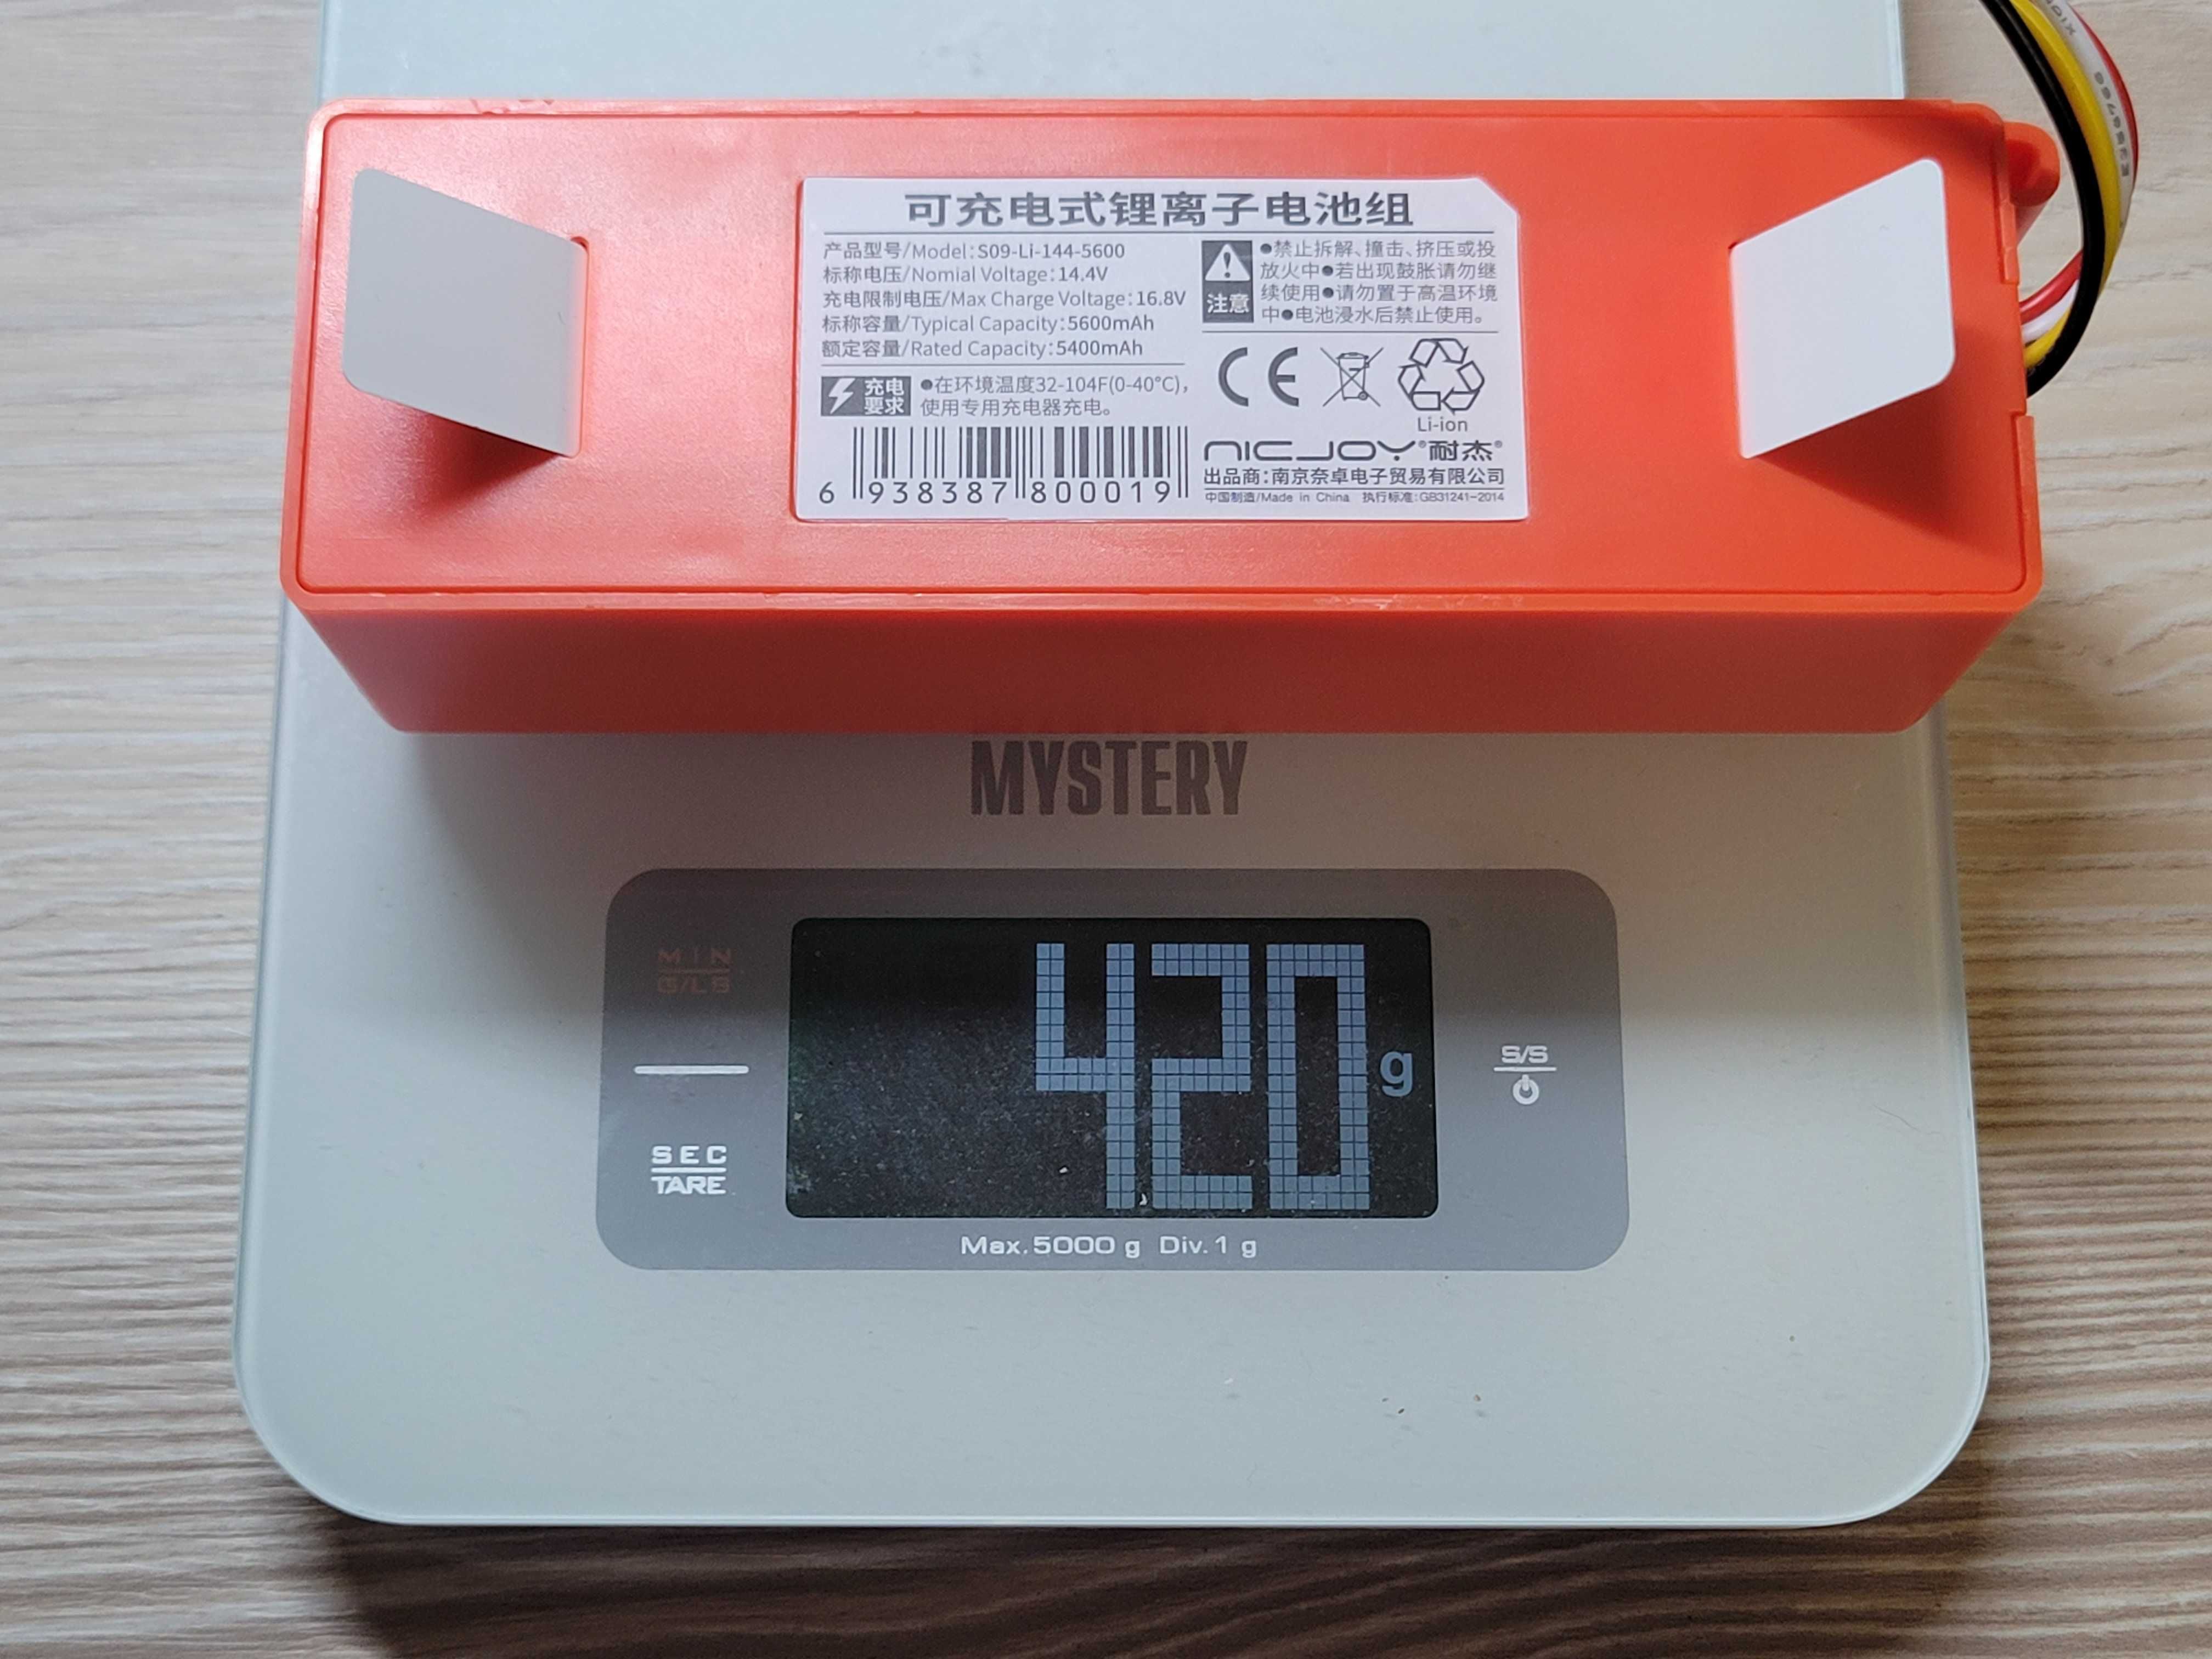 可充电式锂离子电池组
产品型号/Model:S09-Li-144-5600
标称电压/Nomial Voltage:14.4V
充电限制电压/Max Charge Voltage:16.8V
标称容量/Typical Capacity:5600mAh
额定容量/Rated Capacity:5400mAh
充电
要求
●在环境温度32-104F(0-40°C),
使用专用充电器充电。
6 938387 800019
注意
●禁止拆解、撞击、挤压或投
放火中●若出现鼓胀请勿继
续使用●请勿置于高温环境
中●电池浸水后禁止使用。
CE
Li-ion
NICJOY®耐杰®
出品商:南京奈卓电子贸易有限公司
中国制造/Made in China 执行标准:GB31241-2014
MYSTERY
MIN
G/LB
SEC
TARE
420 g
S/S
Max.5000 g Div.1 g